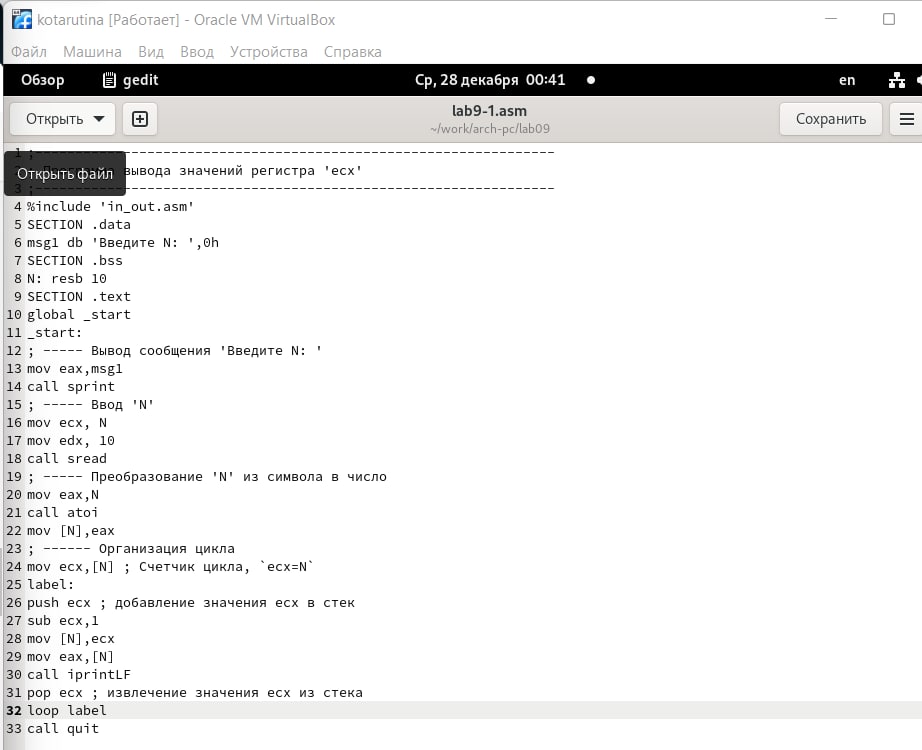 kotarutina [Работает] - Oracle VM VirtualBox
Файл Машина Вид Ввод Устройства Справка
Обзор gedit Ср, 28 декабря 00:41 en
Открыть lab9-1.asm Сохранить
~/work/arch-pc/lab09
1 ;-----------------------------------------------------------------
Открыть файл вывода значений регистра 'ecx'
3 ;-----------------------------------------------------------------
4 %include 'in_out.asm'
5 SECTION .data
6 msg1 db 'Введите N: ',0h
7 SECTION .bss
8 N: resb 10
9 SECTION .text
10 global _start
11 _start:
12 ; ----- Вывод сообщения 'Введите N: '
13 mov eax,msg1
14 call sprint
15 ; ----- Ввод 'N'
16 mov ecx, N
17 mov edx, 10
18 call sread
19 ; ----- Преобразование 'N' из символа в число
20 mov eax,N
21 call atoi
22 mov [N],eax
23 ; ------ Организация цикла
24 mov ecx,[N] ; Счетчик цикла, `ecx=N`
25 label:
26 push ecx ; добавление значения ecx в стек
27 sub ecx,1
28 mov [N],ecx
29 mov eax,[N]
30 call iprintLF
31 pop ecx ; извлечение значения ecx из стека
32 loop label
33 call quit